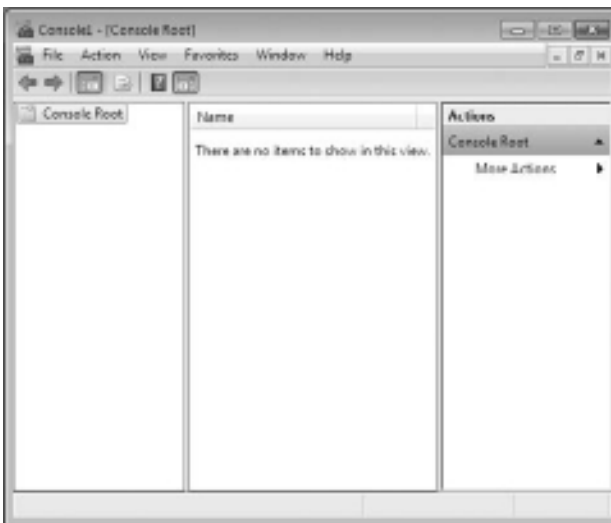 Console1 - [Console Root]
File Action View Favorites Window Help
Console Root
Name
There are no items to show in this view.
Actions
Console Root
More Actions